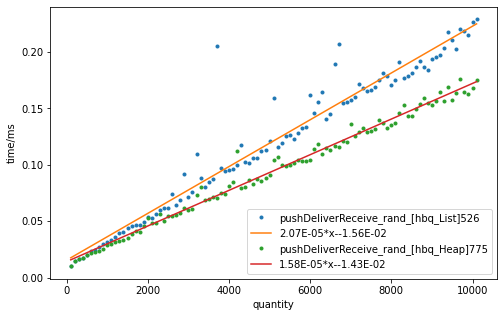 0.20
0.15
0.10
0.05
0.00
time/ms
pushDeliverReceive_rand_[hbq_List]526
2.07E-05*x--1.56E-02
pushDeliverReceive_rand_[hbq_Heap]775
1.58E-05*x--1.43E-02
0 2000 4000 6000 8000 10000
quantity